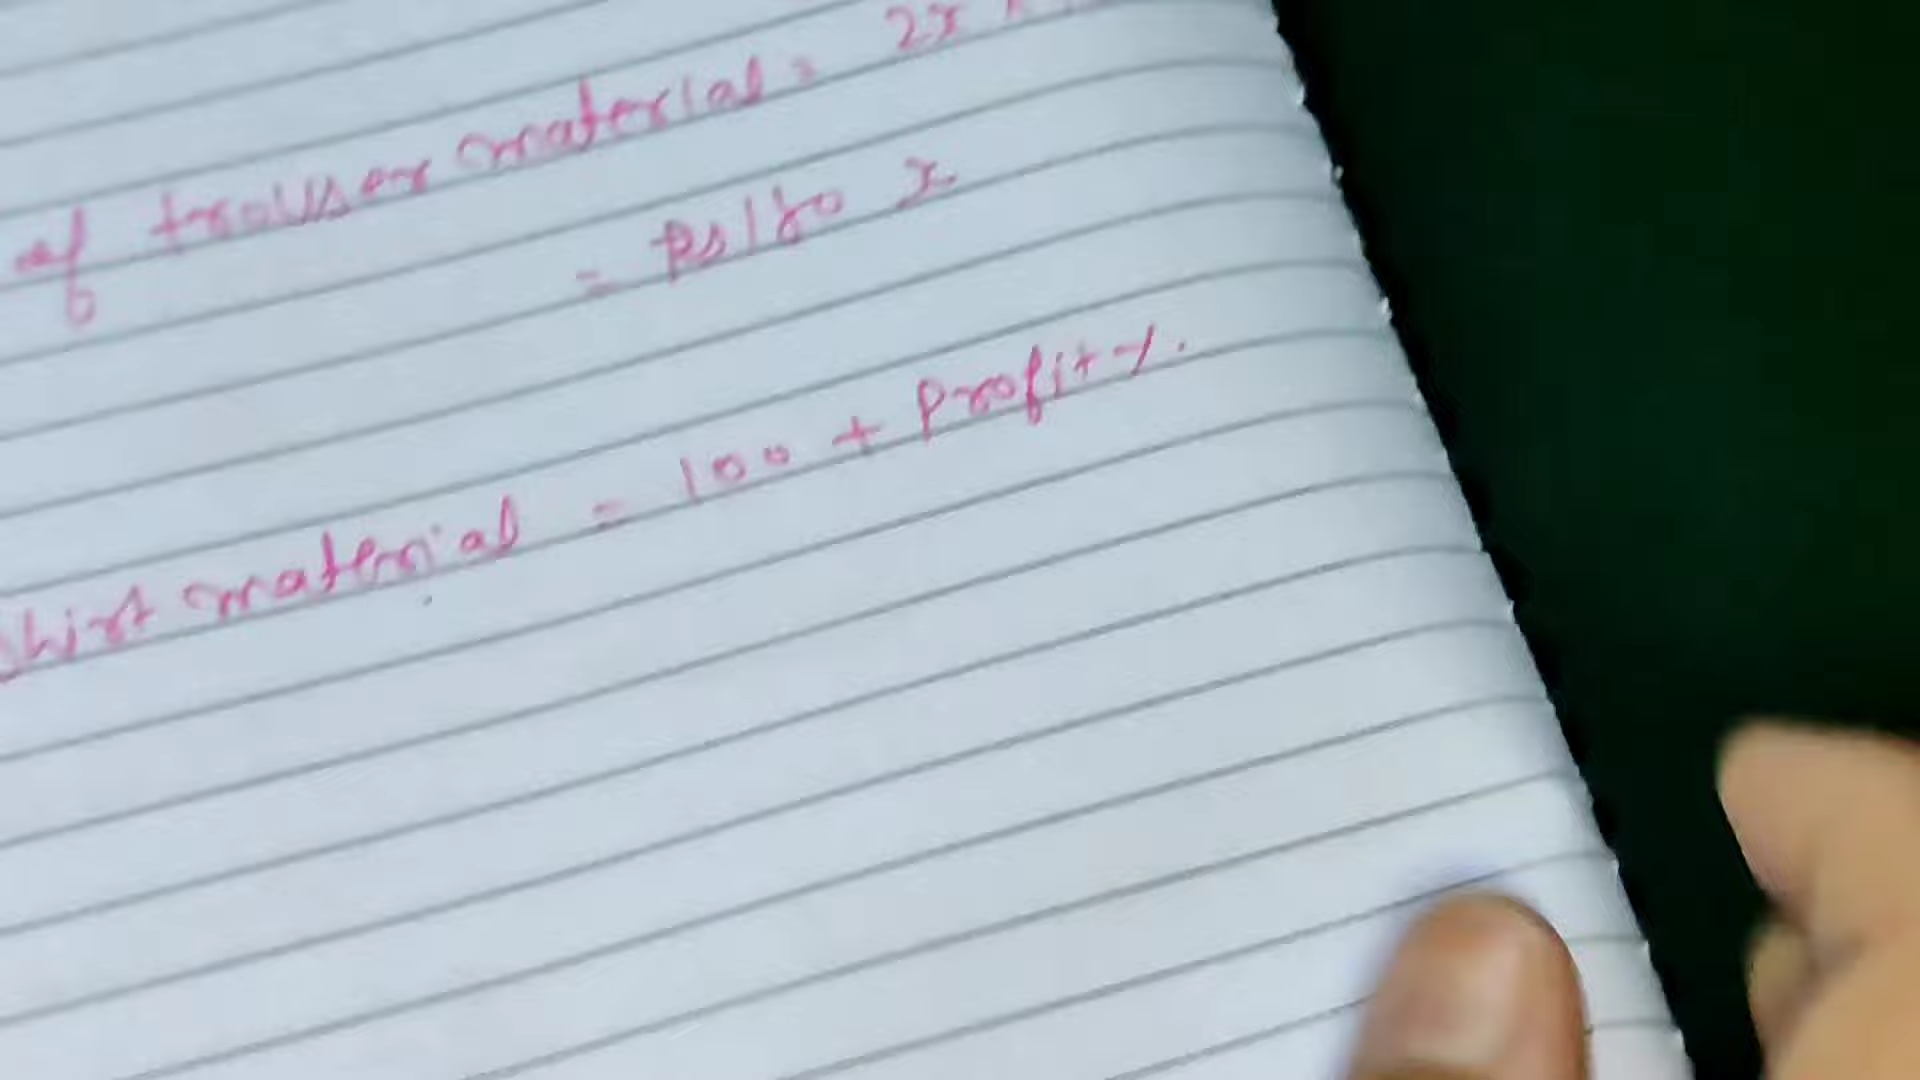 of trouser material = 2x
= Rs 180 x
shirt material = 100 + Profit %.